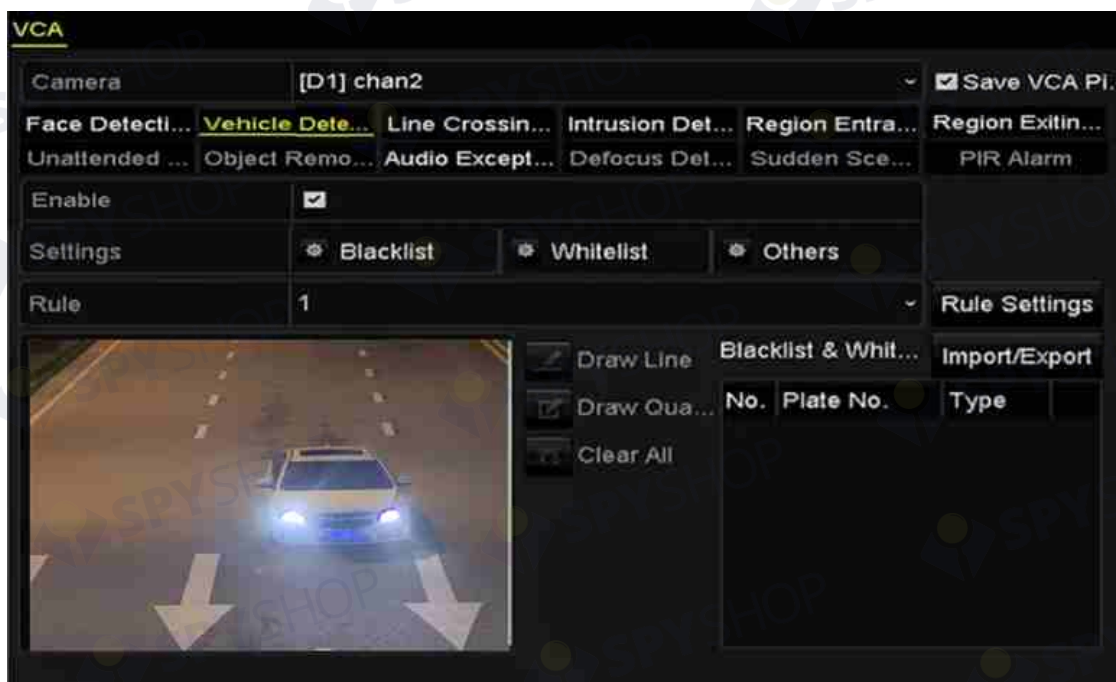 VCA
Camera [D1] chan2 Save VCA Pi.
Face Detecti... Vehicle Dete... Line Crossin... Intrusion Det... Region Entra... Region Exitin...
Unattended ... Object Remo... Audio Except... Defocus Det... Sudden Sce... PIR Alarm
Enable
Settings Blacklist Whitelist Others
Rule 1 Rule Settings
Draw Line Blacklist & Whit... Import/Export
Draw Qua... No. Plate No. Type
Clear All
SPYSHOP